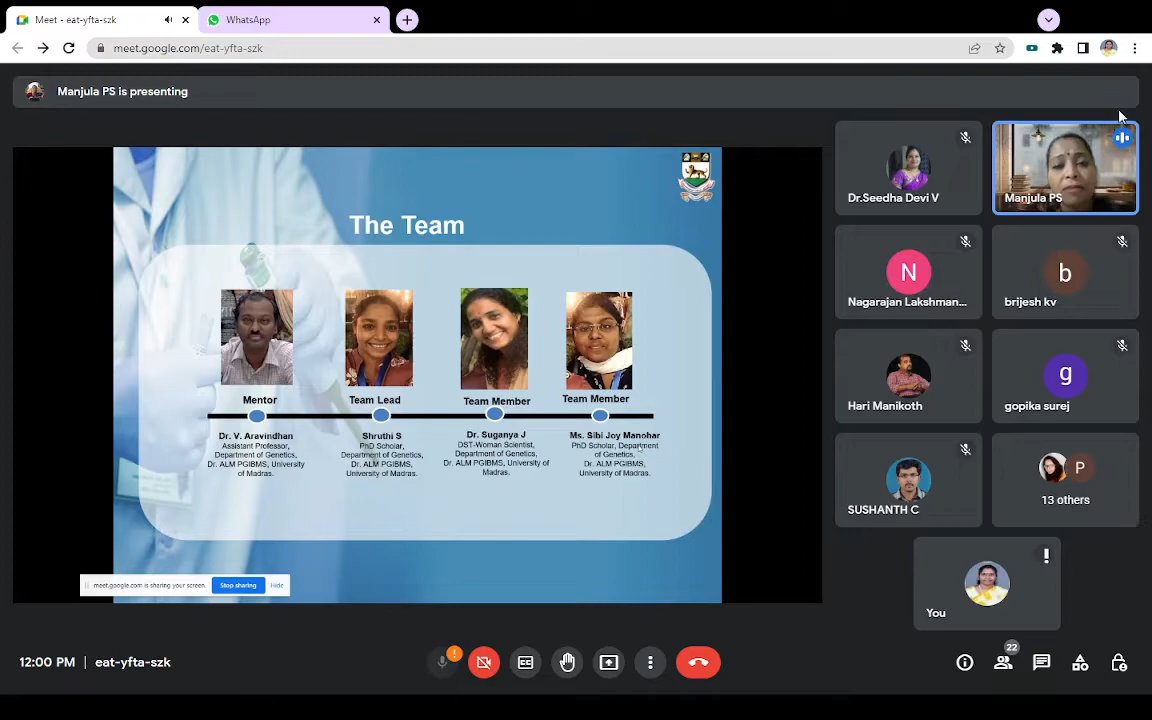 Meet - eat-yfta-szk
WhatsApp
meet.google.com/eat-yfta-szk
Manjula PS is presenting
The Team
Mentor
Team Lead
Team Member
Team Member
Dr. V. Aravindhan
Assistant Professor,
Department of Genetics,
Dr. ALM PGIBMS, University
of Madras.
Shruthi S
PhD Scholar,
Department of Genetics,
Dr. ALM PGIBMS,
University of Madras.
Dr. Suganya J
DST-Woman Scientist,
Department of Genetics,
Dr. ALM PGIBMS, University of
Madras.
Ms. Sibi Joy Manohar
PhD Scholar, Department
of Genetics,
Dr. ALM PGIBMS,
University of Madras.
meet.google.com is sharing your screen.
Stop sharing
Hide
Dr.Seedha Devi V
Manjula PS
N
Nagarajan Lakshman...
b
brijesh kv
Hari Manikoth
g
gopika surej
SUSHANTH C
P
13 others
You
12:00 PM | eat-yfta-szk
22